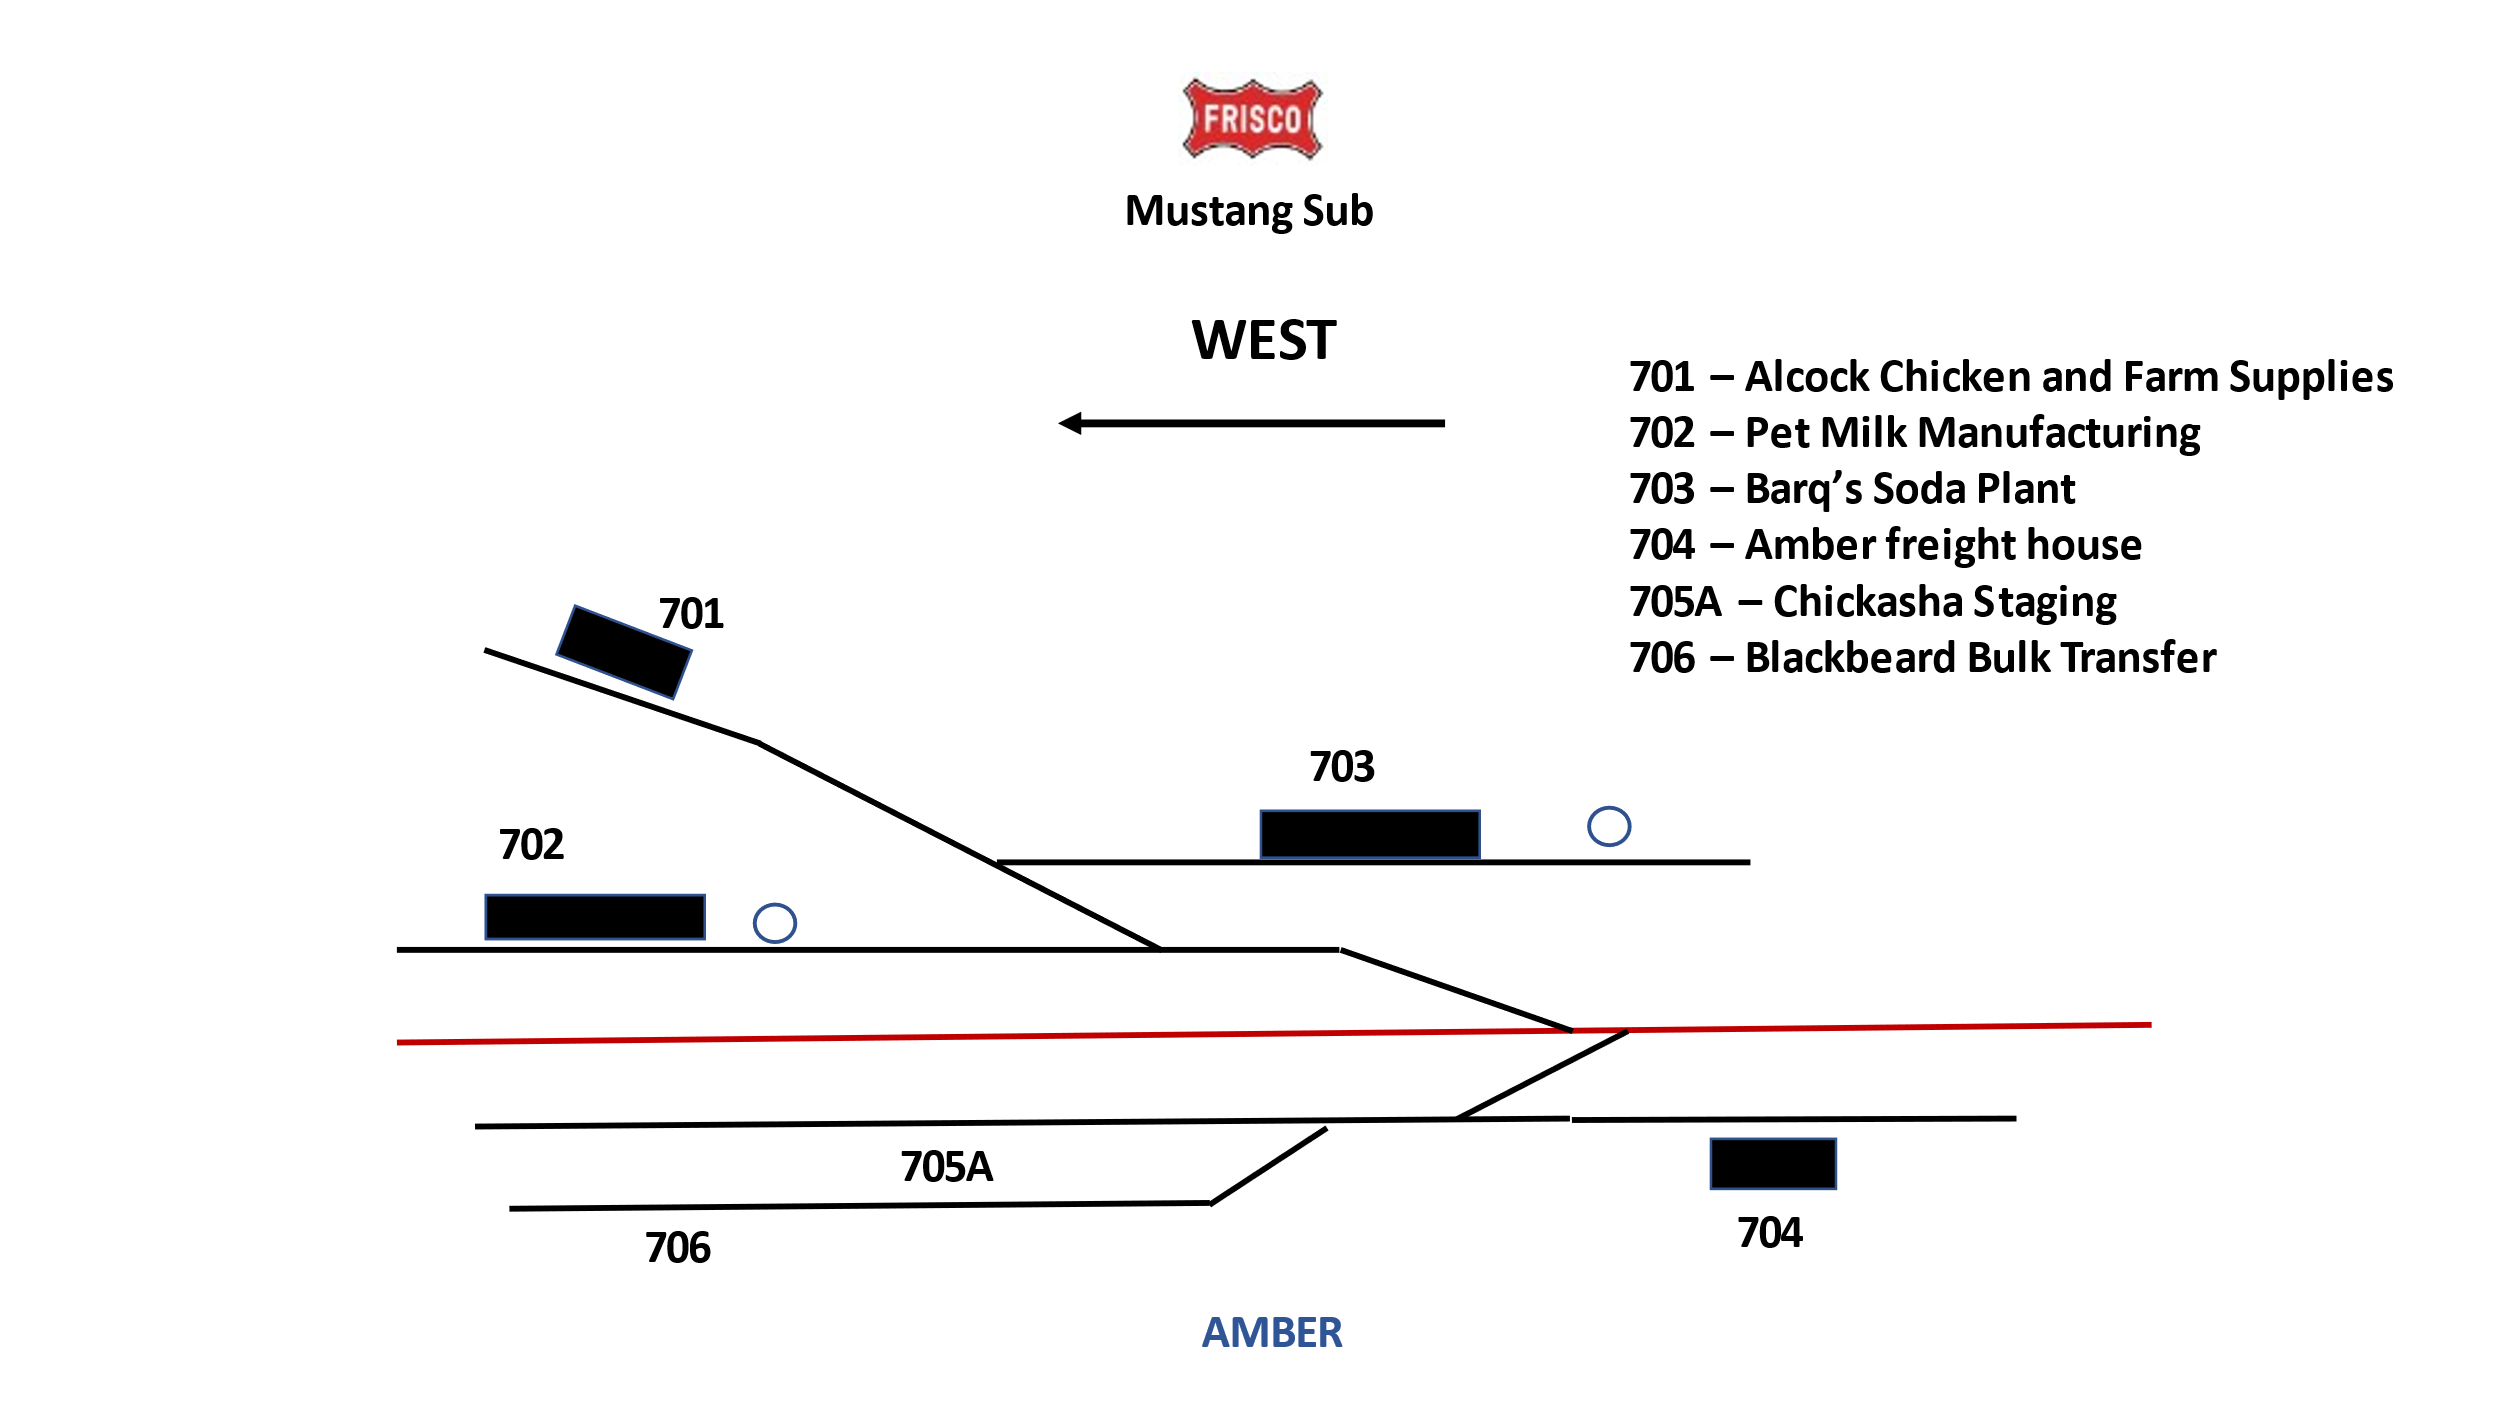 FRISCO
Mustang Sub
WEST
701 – Alcock Chicken and Farm Supplies
702 – Pet Milk Manufacturing
703 – Barq’s Soda Plant
704 – Amber freight house
705A – Chickasha Staging
706 – Blackbeard Bulk Transfer
701
703
702
705A
704
706
AMBER